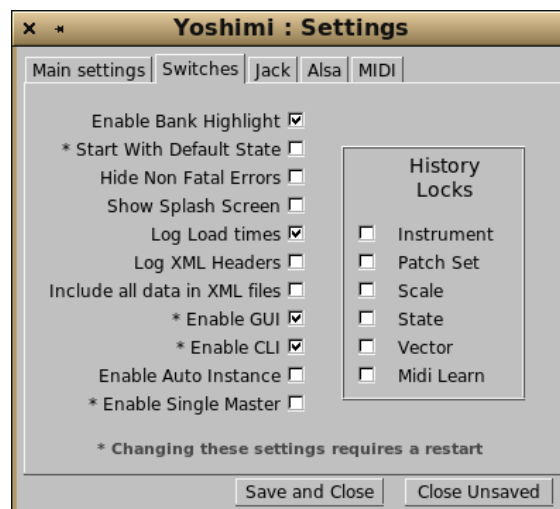 Yoshimi : Settings
Main settings Switches Jack Alsa MIDI
Enable Bank Highlight
* Start With Default State
Hide Non Fatal Errors
Show Splash Screen
Log Load times
Log XML Headers
Include all data in XML files
* Enable GUI
* Enable CLI
Enable Auto Instance
* Enable Single Master
History
Locks
Instrument
Patch Set
Scale
State
Vector
Midi Learn
* Changing these settings requires a restart
Save and Close Close Unsaved